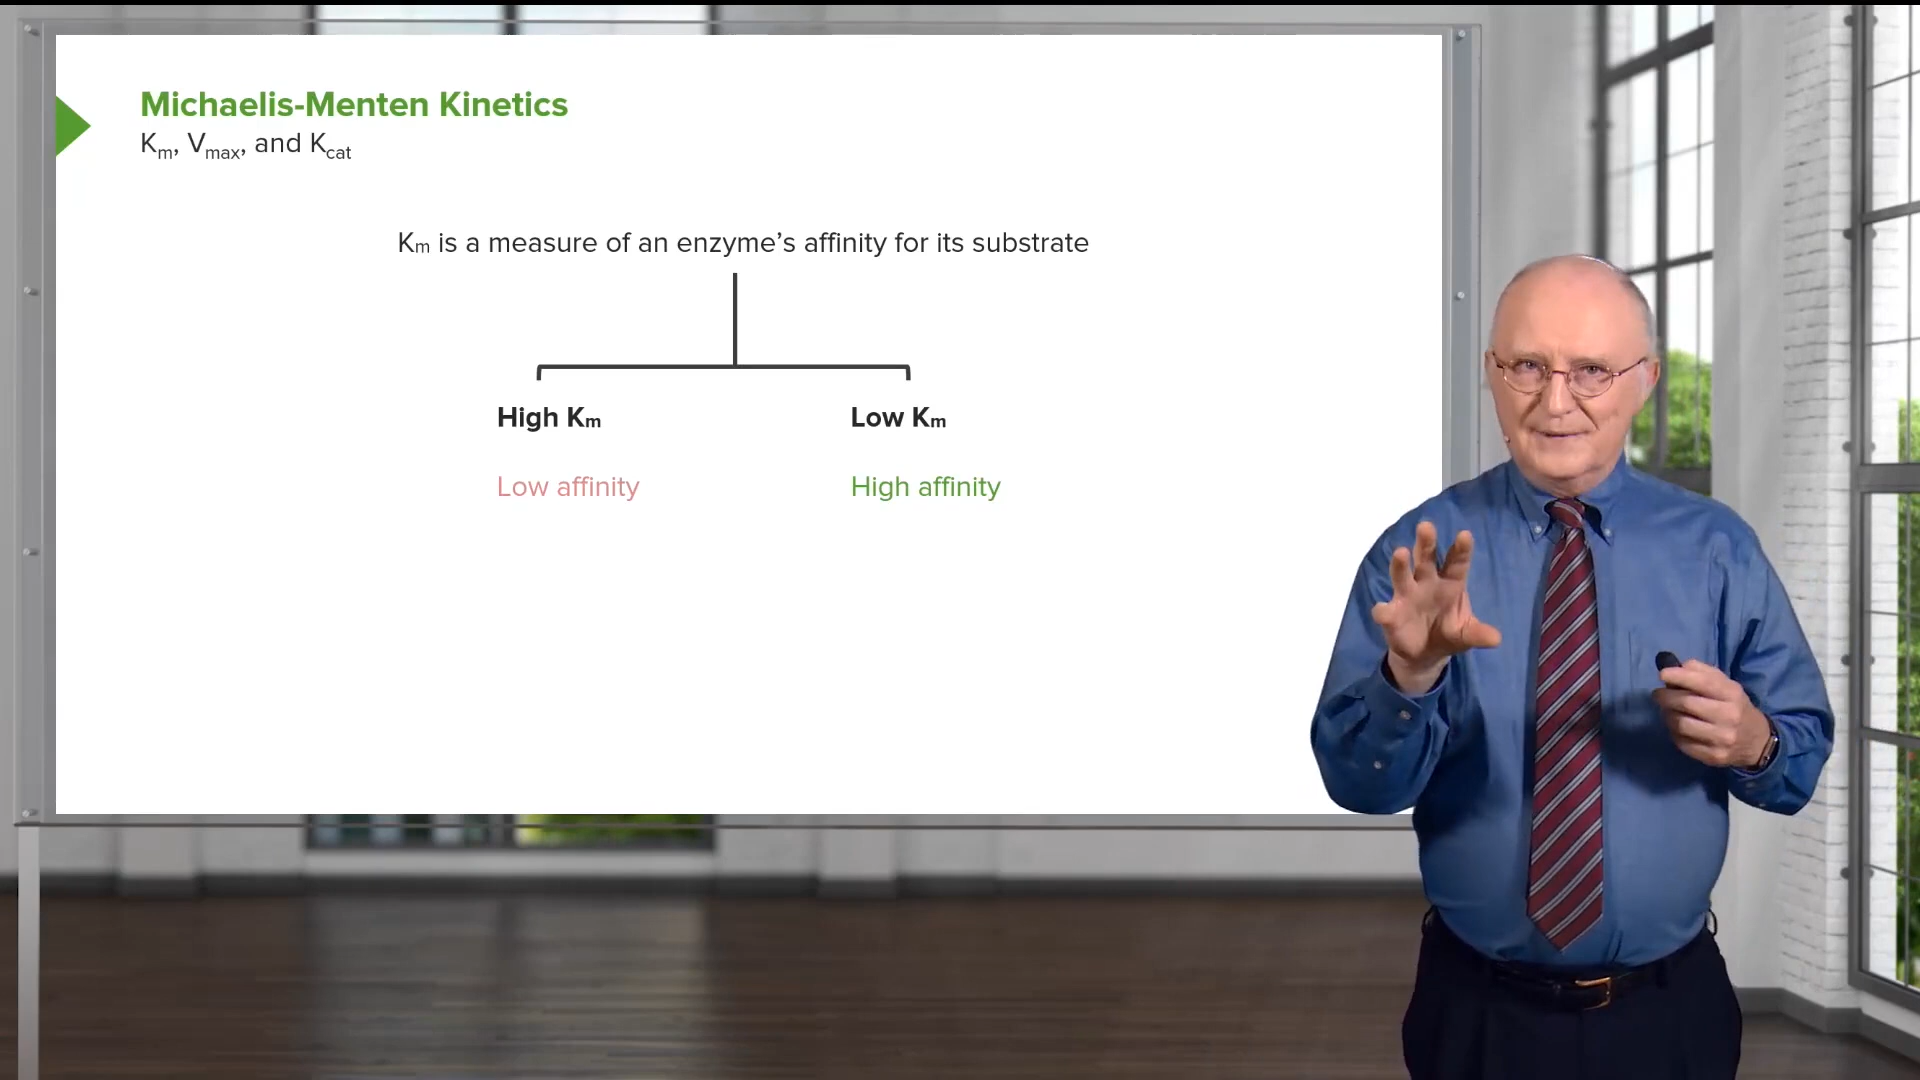 Michaelis-Menten Kinetics
Km, Vmax, and Kcat
Km is a measure of an enzyme’s affinity for its substrate
High Km
Low Km
Low affinity
High affinity